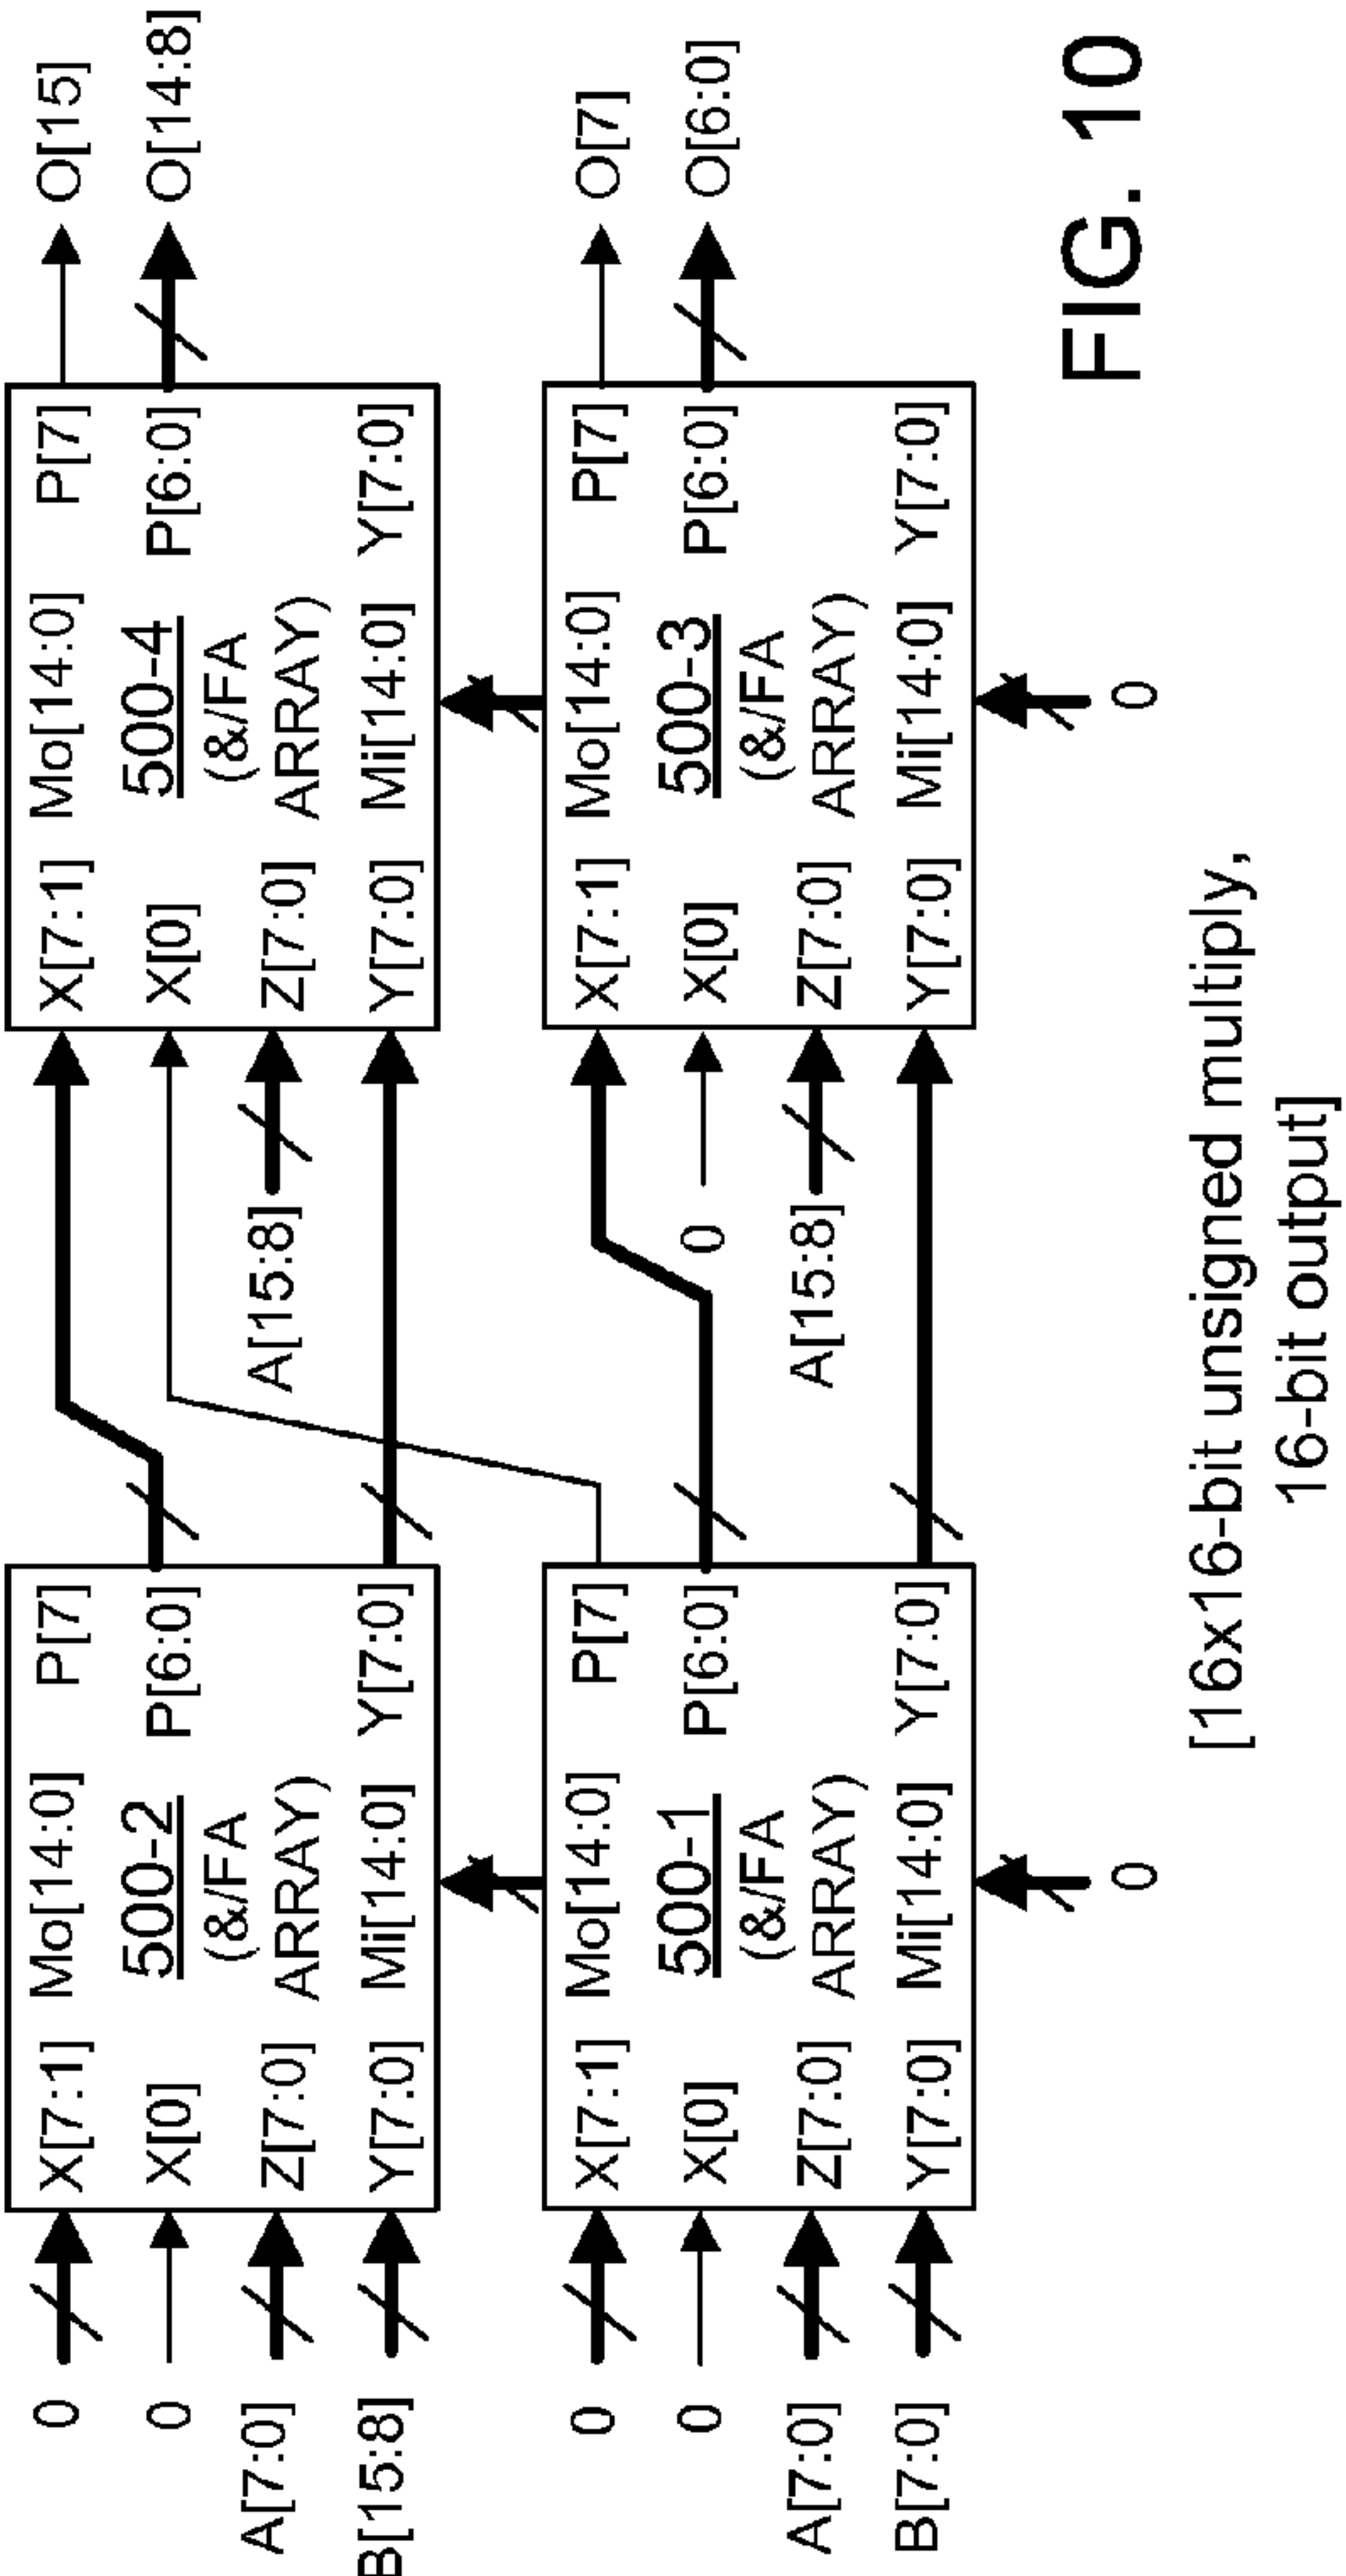 0
0
A[7:0]
B[15:8]
X[7:1] Mo[14:0] P[7]
X[0] 500-2 P[6:0]
Z[7:0] (&/FA
ARRAY)
Y[7:0] Mi[14:0] Y[7:0]
A[15:8]
X[7:1] Mo[14:0] P[7]
X[0] 500-4 P[6:0]
Z[7:0] (&/FA
ARRAY)
Y[7:0] Mi[14:0] Y[7:0]
O[15]
O[14:8]
0
0
A[7:0]
B[7:0]
X[7:1] Mo[14:0] P[7]
X[0] 500-1 P[6:0]
Z[7:0] (&/FA
ARRAY)
Y[7:0] Mi[14:0] Y[7:0]
0
0
A[15:8]
X[7:1] Mo[14:0] P[7]
X[0] 500-3 P[6:0]
Z[7:0] (&/FA
ARRAY)
Y[7:0] Mi[14:0] Y[7:0]
0
O[7]
O[6:0]
[16x16-bit unsigned multiply,
16-bit output]
FIG. 10